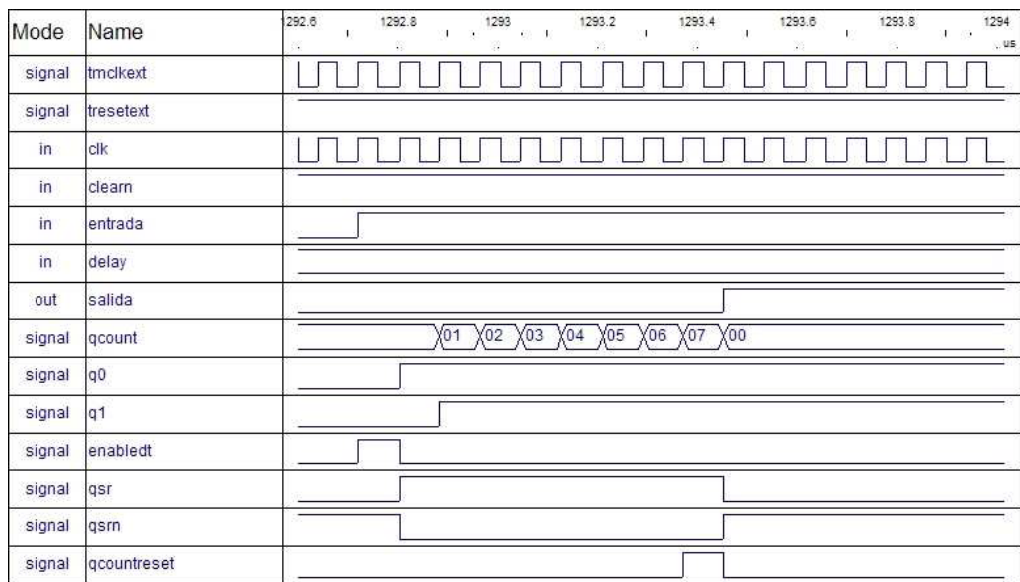 Mode Name 1292.6 1292.8 1293 1293.2 1293.4 1293.6 1293.8 1294
us
signal tmclkext
signal tresetext
in clk
in clearn
in entrada
in delay
out salida
signal qcount 01 02 03 04 05 06 07 00
signal q0
signal q1
signal enabledt
signal qsr
signal qsrn
signal qcountreset